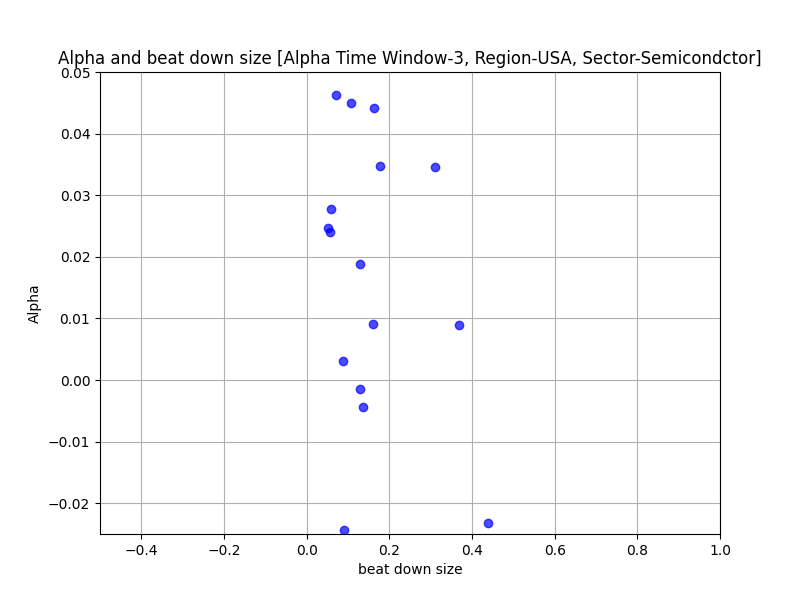 Alpha and beat down size [Alpha Time Window-3, Region-USA, Sector-Semicondctor]
0.05
0.04
0.03
0.02
0.01
0.00
−0.01
−0.02
Alpha
−0.4 −0.2 0.0 0.2 0.4 0.6 0.8 1.0
beat down size